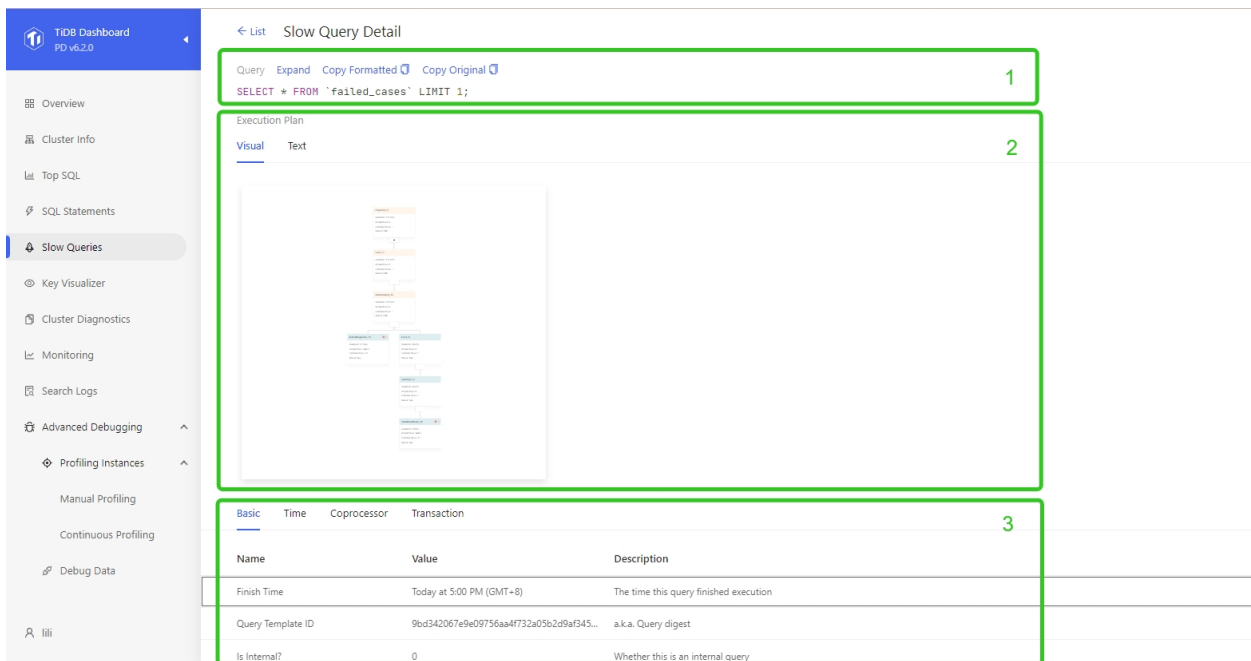 TiDB Dashboard
PD v6.2.0
Overview
Cluster Info
Top SQL
SQL Statements
Slow Queries
Key Visualizer
Cluster Diagnostics
Monitoring
Search Logs
Advanced Debugging
Profiling Instances
Manual Profiling
Continuous Profiling
Debug Data
lili
← List Slow Query Detail
Query Expand Copy Formatted Copy Original
1
SELECT * FROM `failed_cases` LIMIT 1;
Execution Plan
Visual Text
2
Basic Time Coprocessor Transaction
3
Name Value Description
Finish Time Today at 5:00 PM (GMT+8) The time this query finished execution
Query Template ID 9bd342067e9e09756aa4f732a05b2d9af345... a.k.a. Query digest
Is Internal? 0 Whether this is an internal query